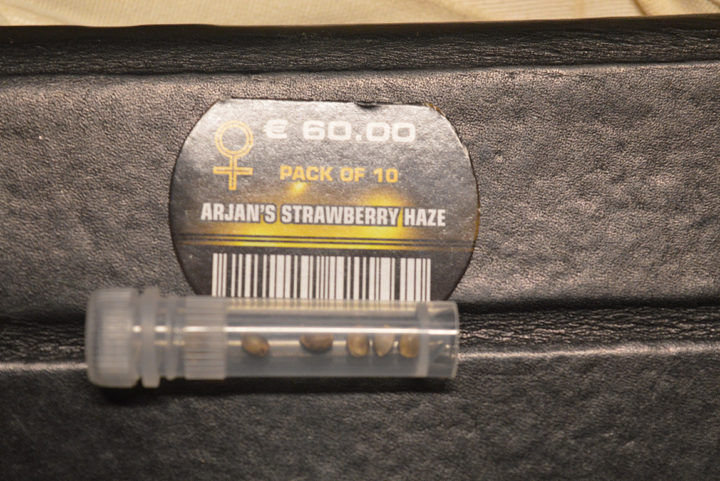 € 60.00
PACK OF 10
ARJAN'S STRAWBERRY HAZE